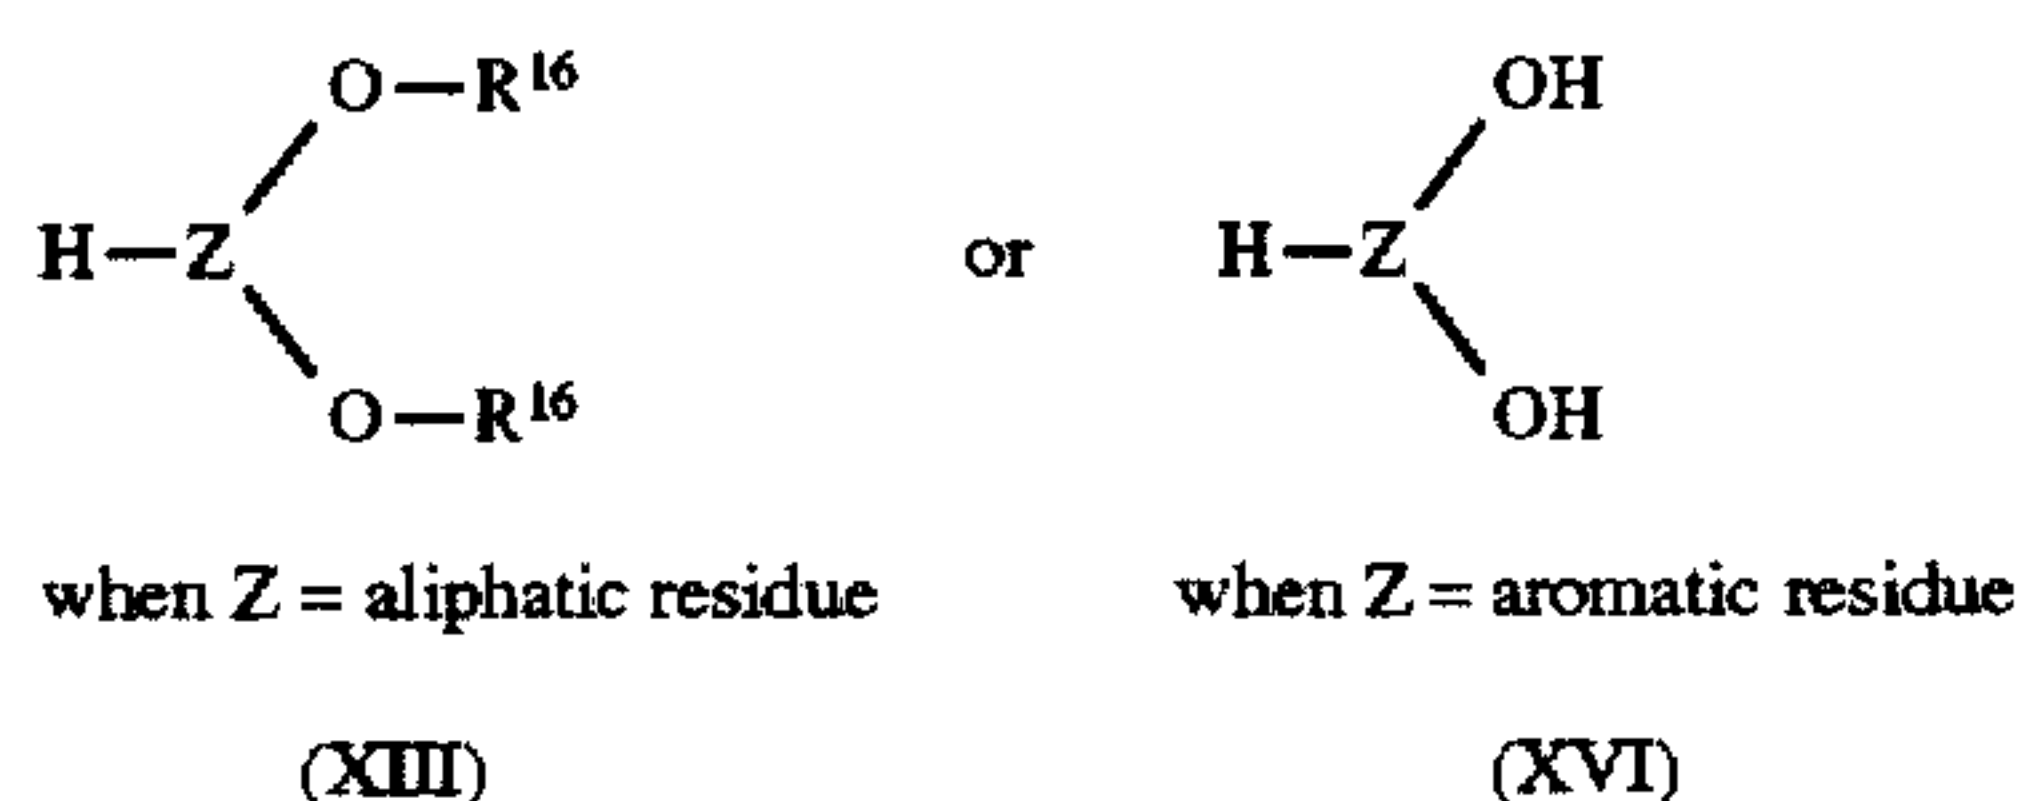 O—R¹⁶ OH
H—Z or H—Z
O—R¹⁶ OH
when Z = aliphatic residue when Z = aromatic residue
(XIII) (XVI)